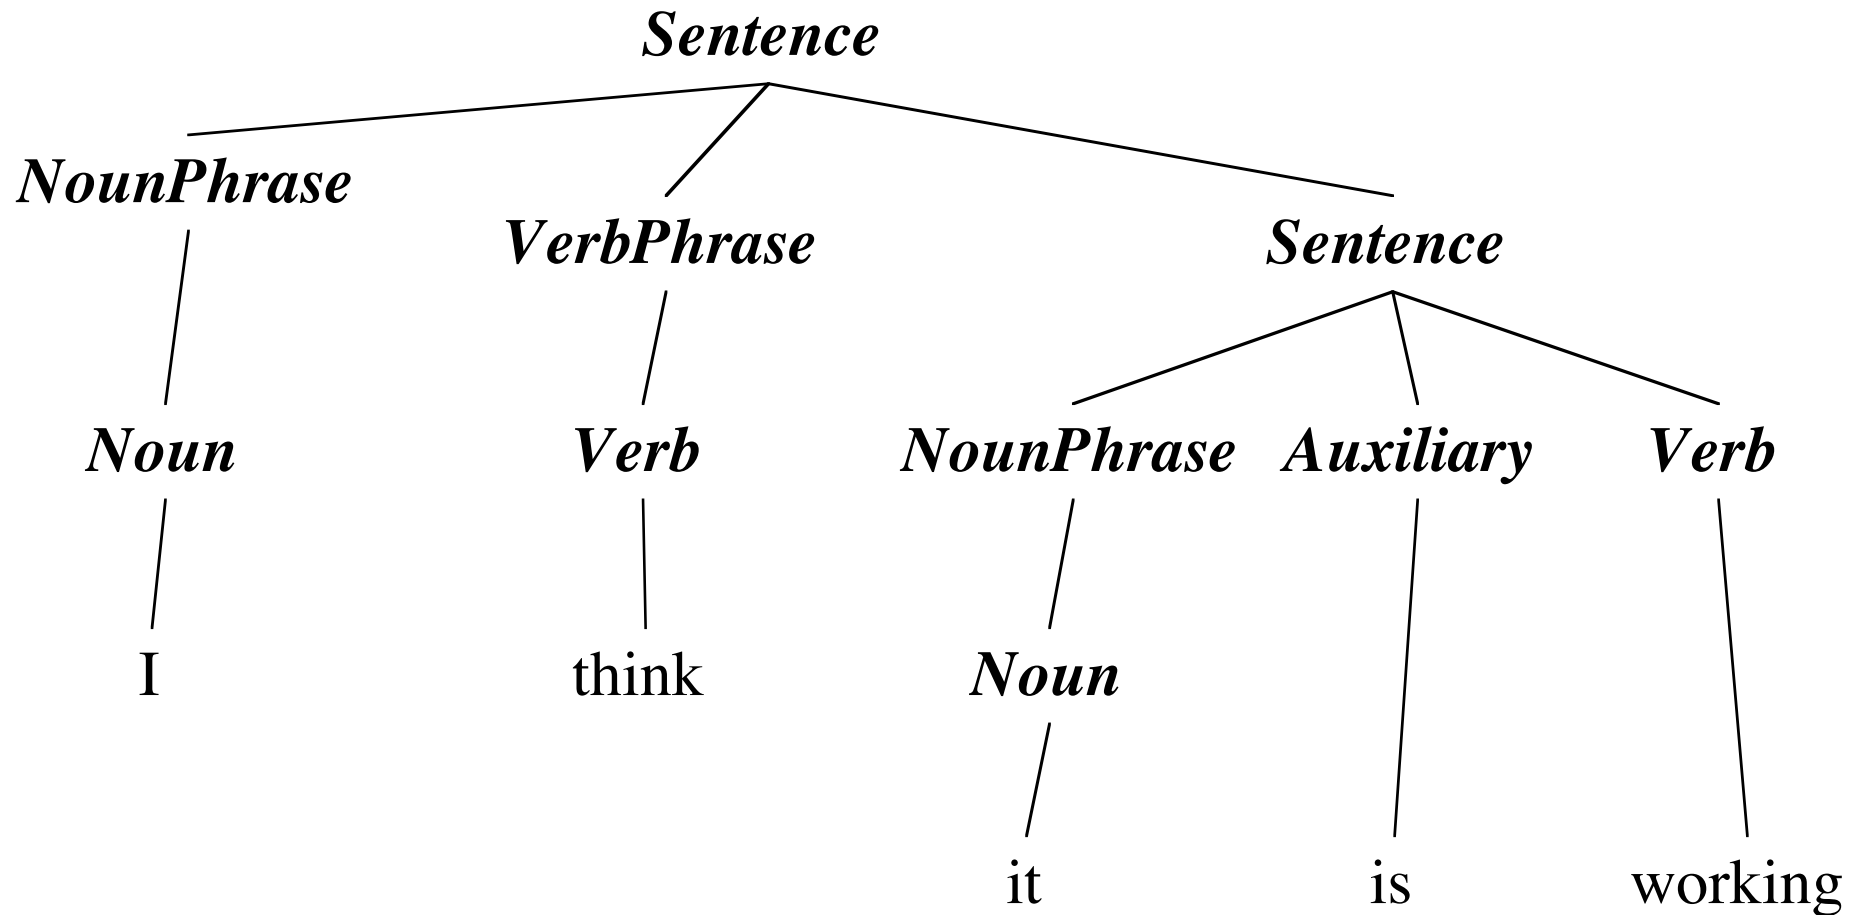 Sentence
NounPhrase
VerbPhrase Sentence
Noun Verb NounPhrase Auxiliary Verb
I think Noun
it is working